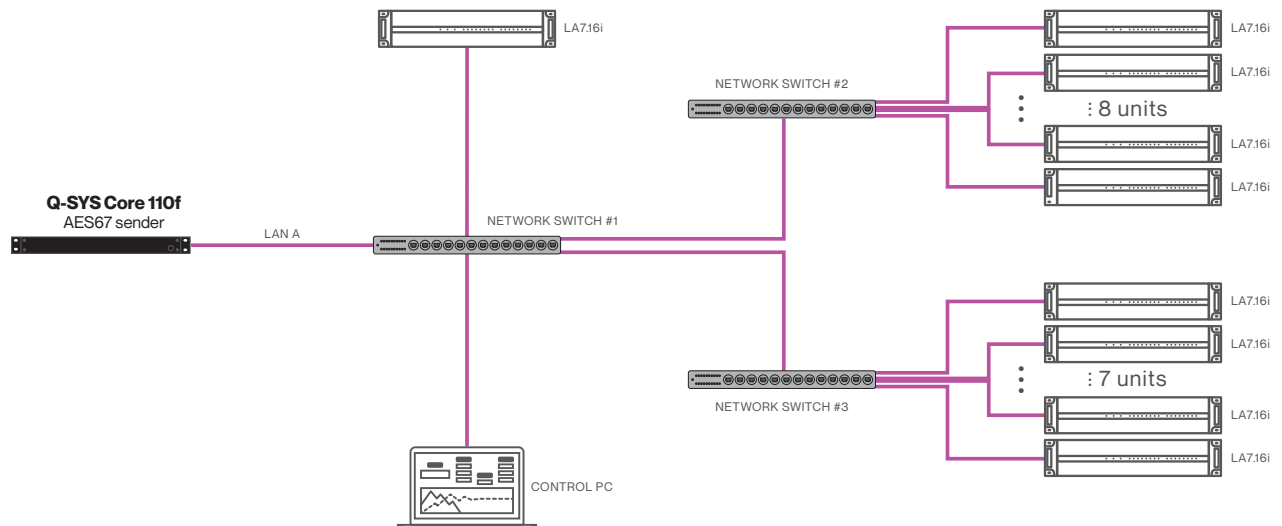 LA7.16i
NETWORK SWITCH #2
LA7.16i
LA7.16i
⋮ 8 units
LA7.16i
LA7.16i
Q-SYS Core 110f
AES67 sender
LAN A
NETWORK SWITCH #1
LA7.16i
LA7.16i
⋮ 7 units
NETWORK SWITCH #3
LA7.16i
LA7.16i
CONTROL PC